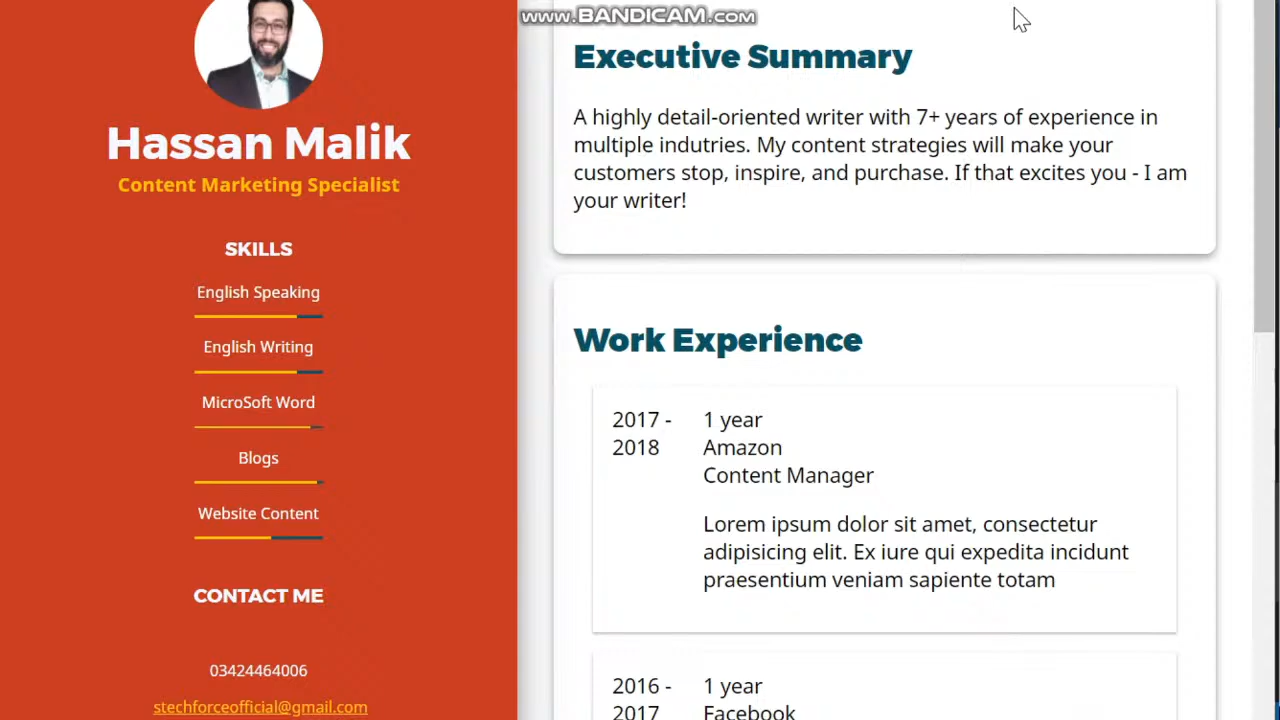 www.BANDICAM.com
Hassan Malik
Content Marketing Specialist
SKILLS
English Speaking
English Writing
MicroSoft Word
Blogs
Website Content
CONTACT ME
03424464006
stechforceofficial@gmail.com
Executive Summary
A highly detail-oriented writer with 7+ years of experience in
multiple indutries. My content strategies will make your
customers stop, inspire, and purchase. If that excites you - I am
your writer!
Work Experience
2017 - 1 year
2018 Amazon
Content Manager
Lorem ipsum dolor sit amet, consectetur
adipisicing elit. Ex iure qui expedita incidunt
praesentium veniam sapiente totam
2016 - 1 year
2017 Facebook